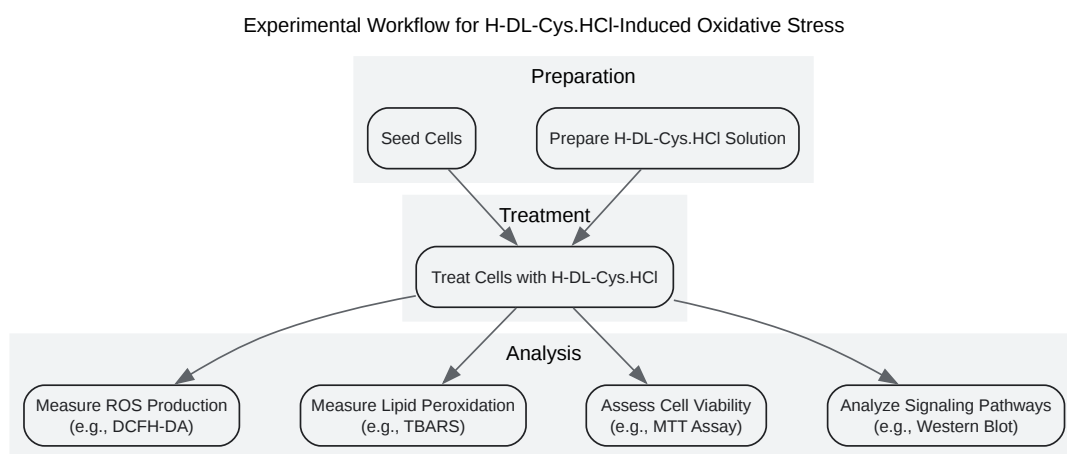 Experimental Workflow for H-DL-Cys.HCl-Induced Oxidative Stress
Preparation
Seed Cells
Prepare H-DL-Cys.HCl Solution
Treatment
Treat Cells with H-DL-Cys.HCl
Analysis
Measure ROS Production
(e.g., DCFH-DA)
Measure Lipid Peroxidation
(e.g., TBARS)
Assess Cell Viability
(e.g., MTT Assay)
Analyze Signaling Pathways
(e.g., Western Blot)